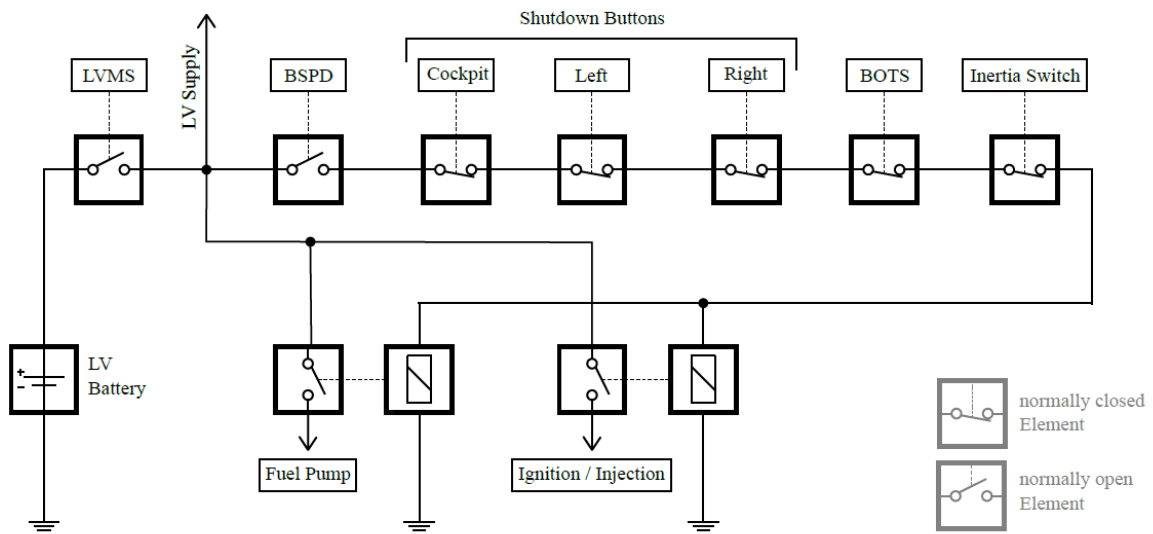 Shutdown Buttons
LVMS
LV Supply
BSPD
Cockpit
Left
Right
BOTS
Inertia Switch
+
-
LV
Battery
Fuel Pump
Ignition / Injection
normally closed
Element
normally open
Element